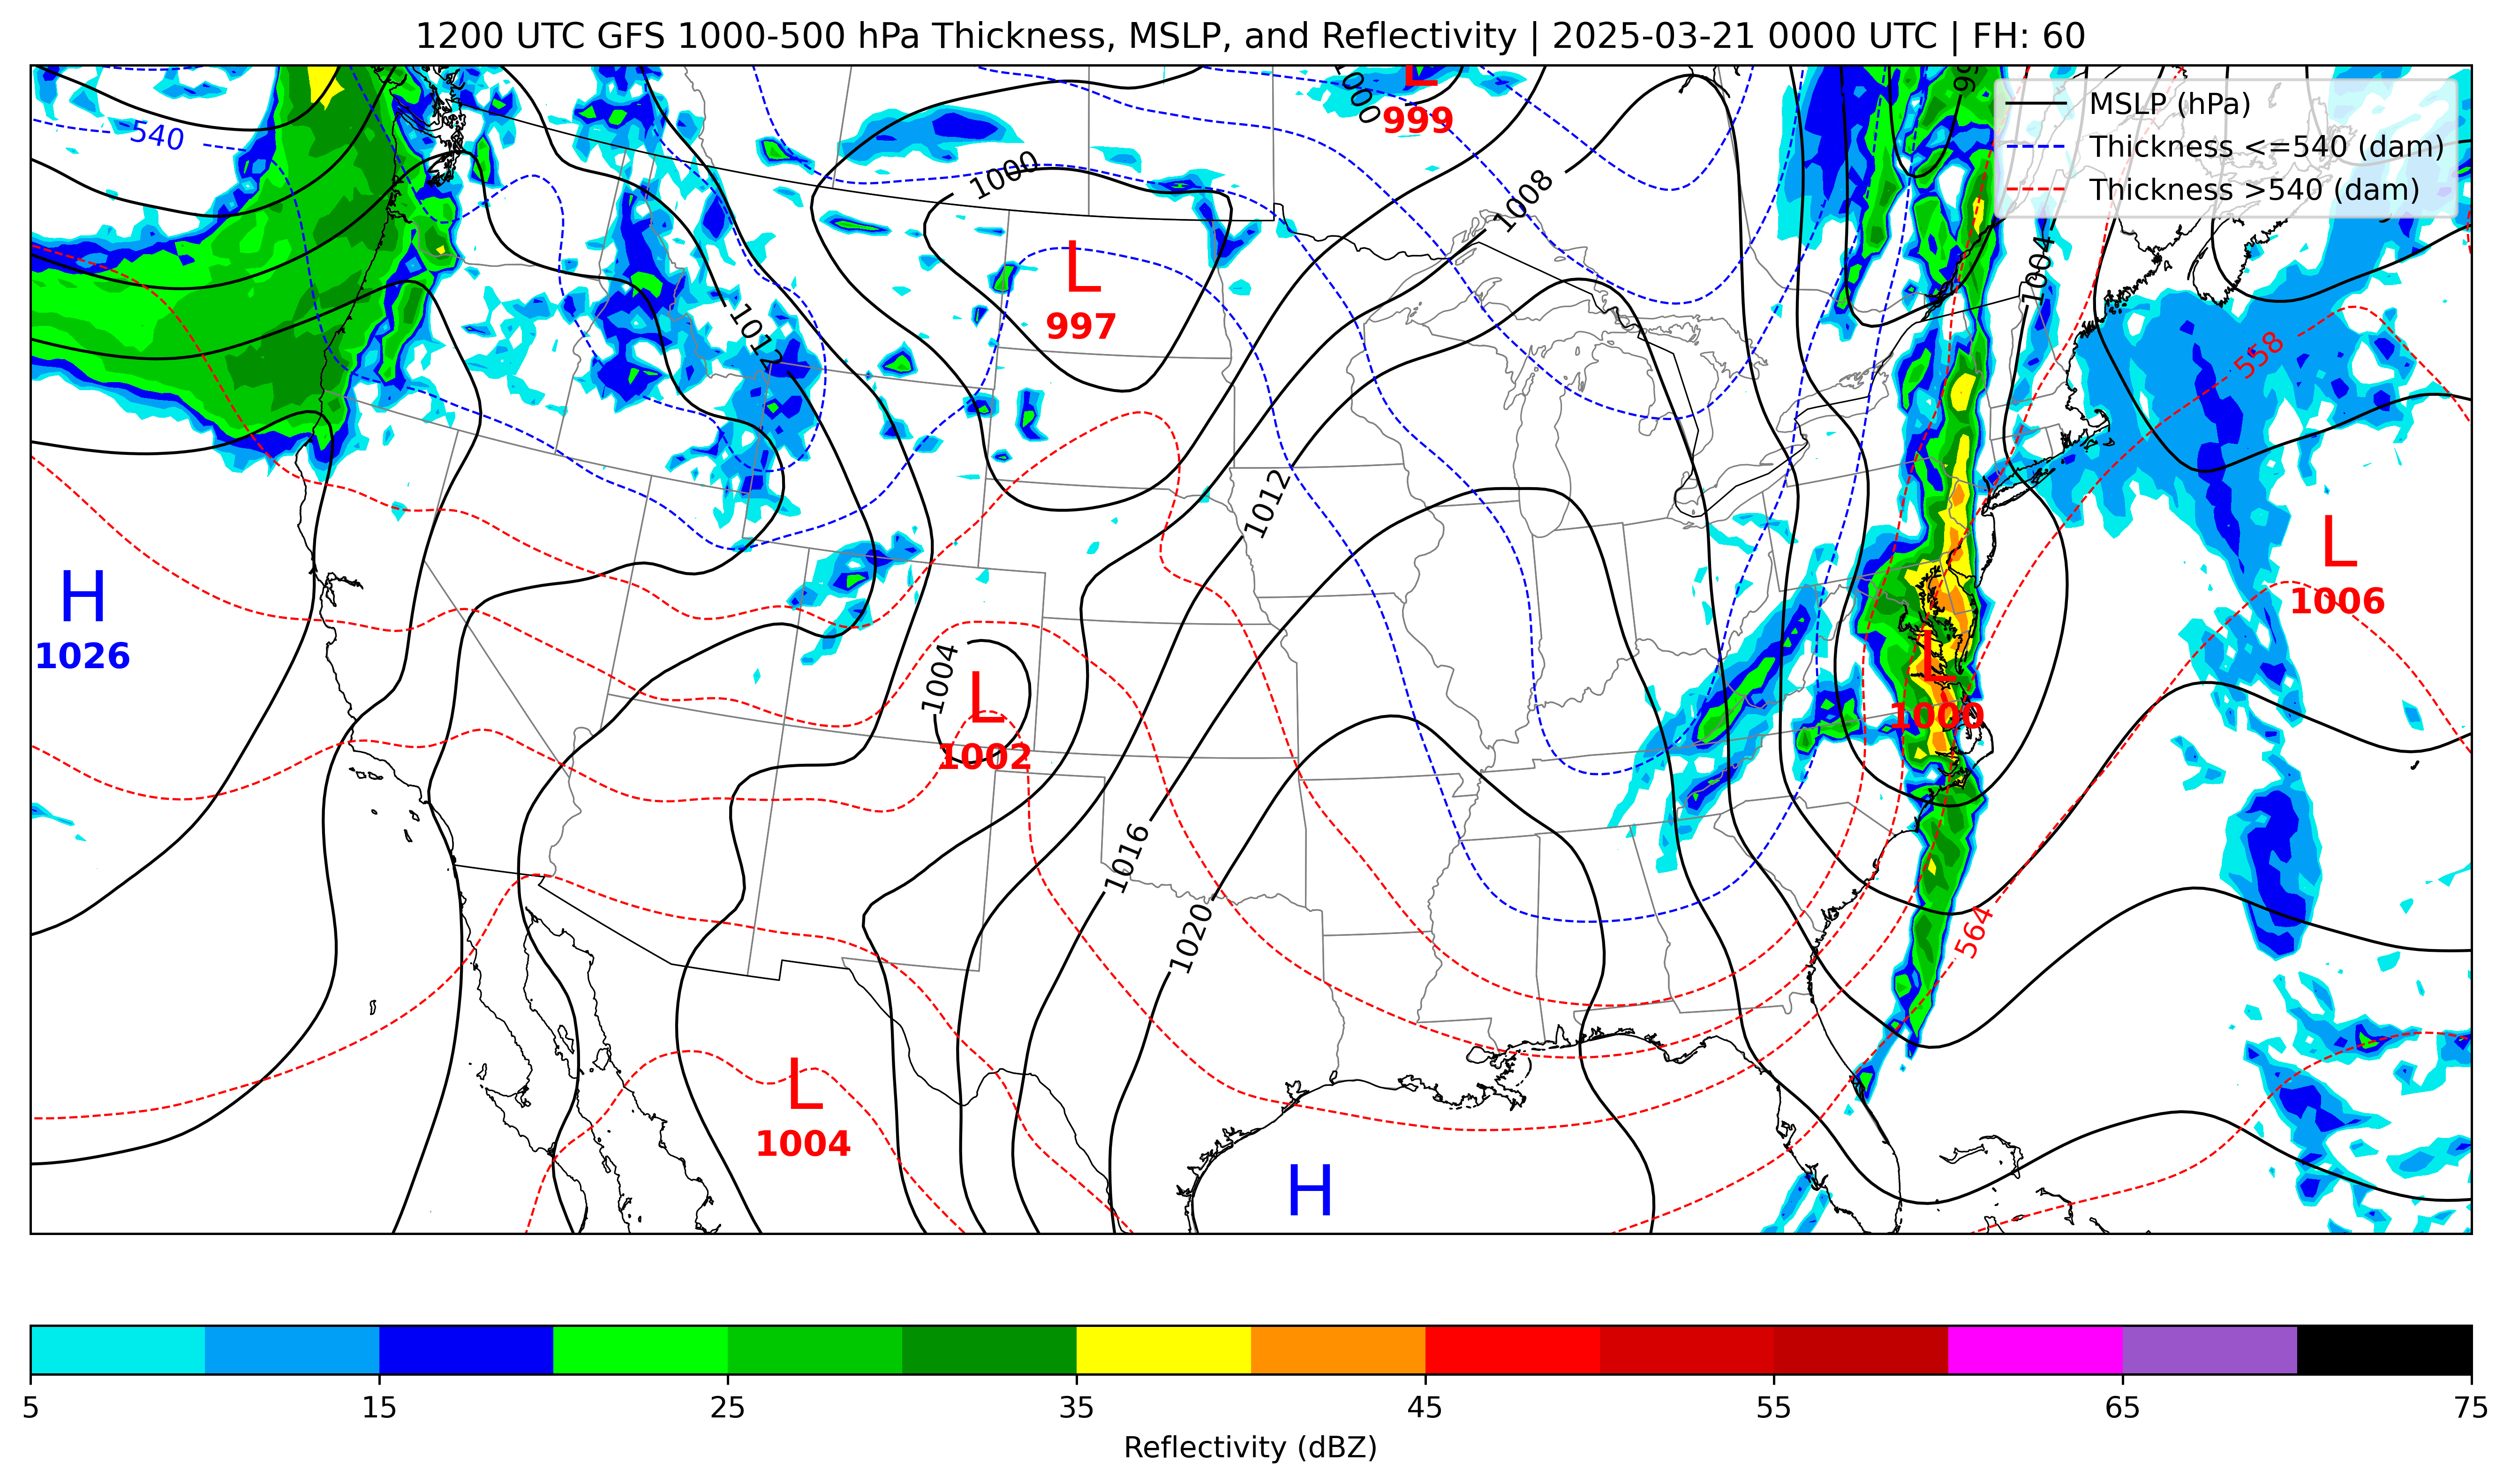 1200 UTC GFS 1000-500 hPa Thickness, MSLP, and Reflectivity | 2025-03-21 0000 UTC | FH: 60
MSLP (hPa)
Thickness <=540 (dam)
Thickness >540 (dam)
540
1000
L
999
1000
1008
1004
L
997
1012
558
1012
H
1026
L
1006
1004
L
1002
L
1000
1016
1020
564
L
1004
H
5 15 25 35 45 55 65 75
Reflectivity (dBZ)